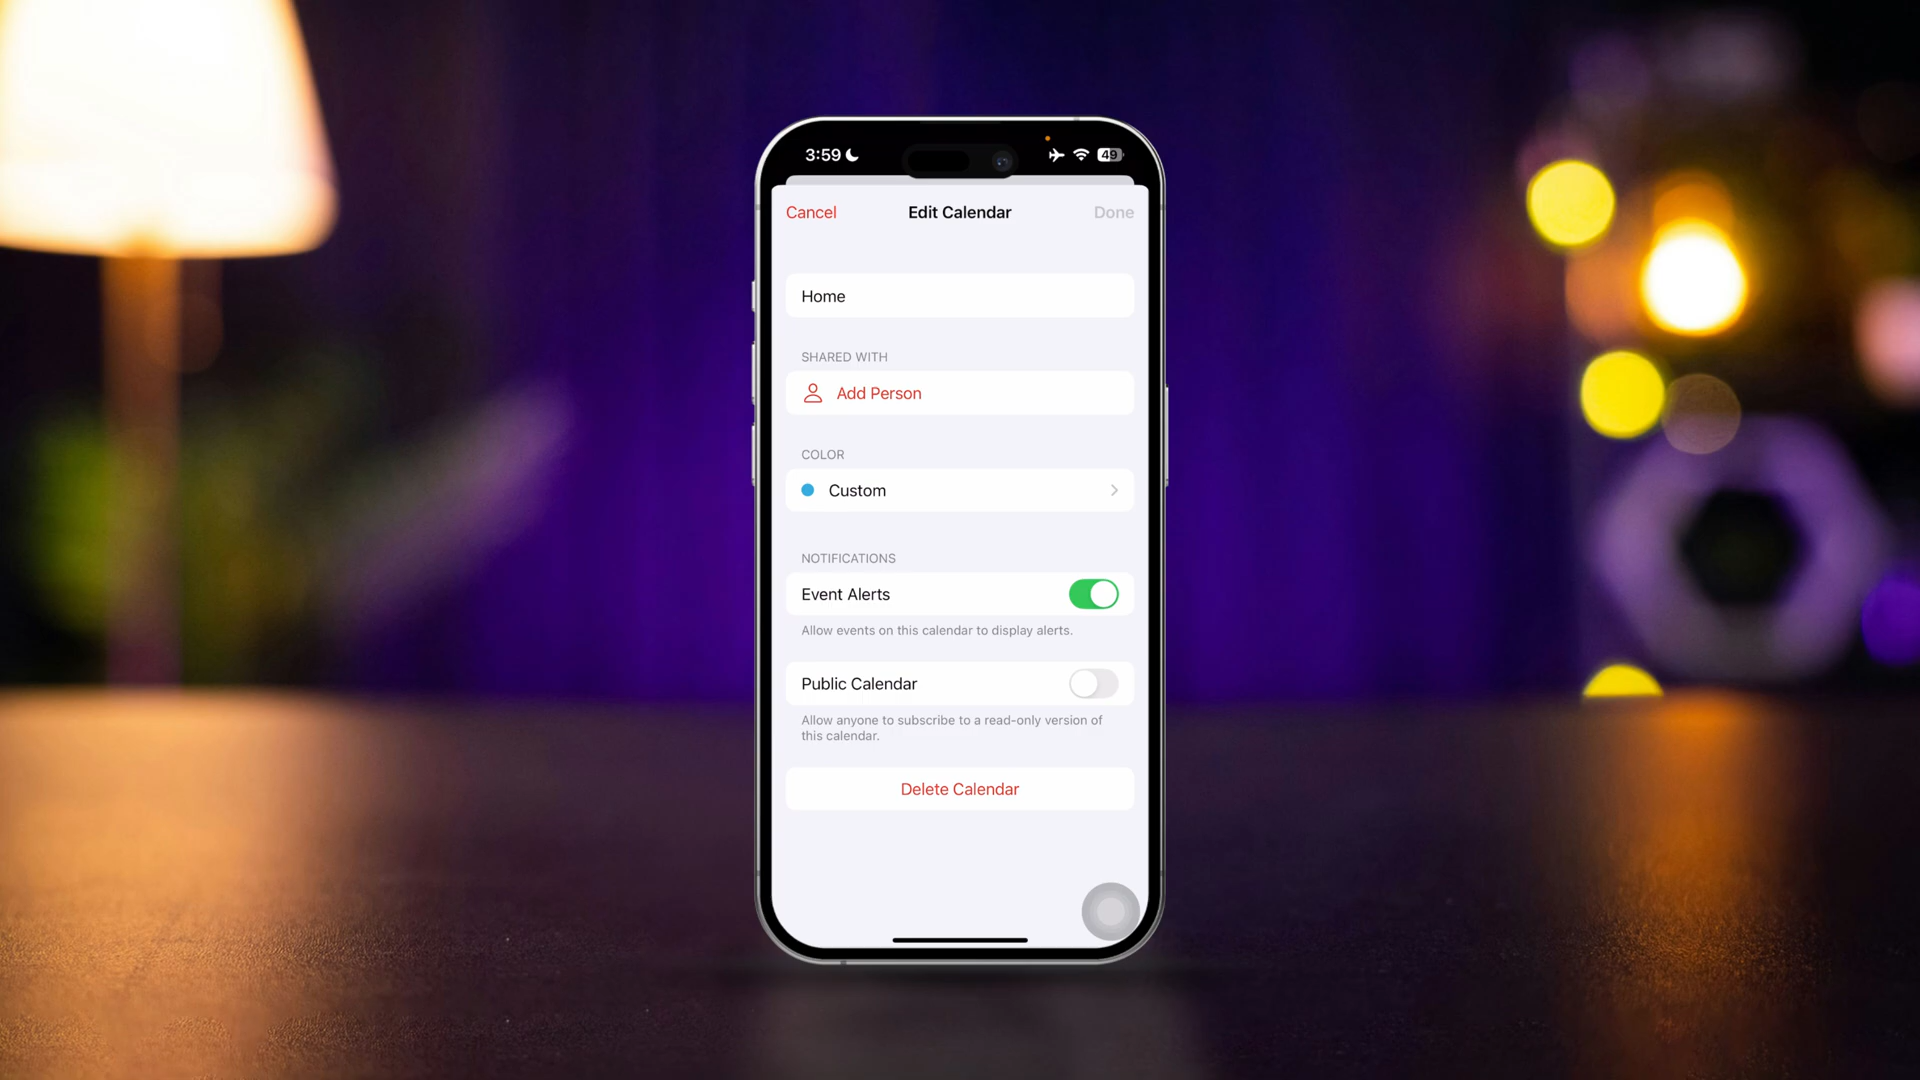 3:59
49
Cancel Edit Calendar Done
Home
SHARED WITH
Add Person
COLOR
Custom
NOTIFICATIONS
Event Alerts
Allow events on this calendar to display alerts.
Public Calendar
Allow anyone to subscribe to a read-only version of
this calendar.
Delete Calendar